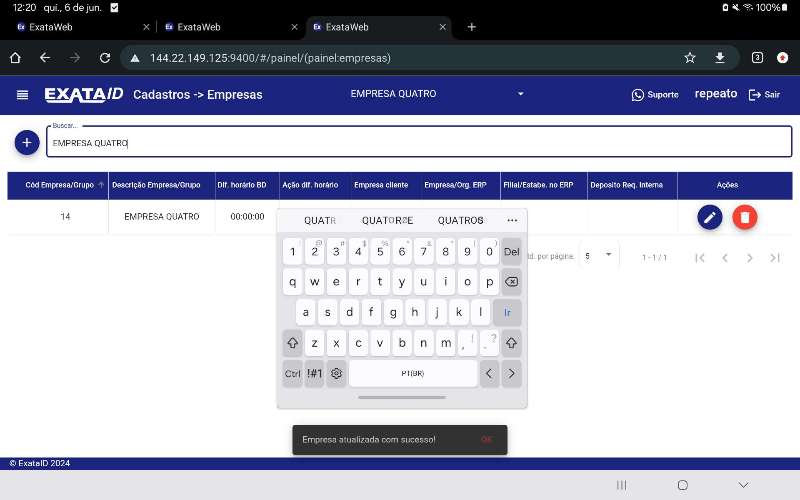 12:20 qui, 6 de jun. 100%
ExataWeb
ExataWeb
ExataWeb
144.22.149.125:9400/#/painel/(painel:empresas)
3
EXATAID
Cadastros -> Empresas
EMPRESA QUATRO
Suporte
repeato
Sair
Buscar...
EMPRESA QUATRO
Cód Empresa/Grupo Descrição Empresa/Grupo Dif. horário BD Ação dif. horário Empresa cliente Empresa/Org. ERP Filial/Estabe. no ERP Deposito Req. Interna Ações
14 EMPRESA QUATRO 00:00:00
td. por página. 5 1 - 1 / 1
QUATR QUATORZE QUATROS
1 2 3 4 5 6 7 8 9 0 Del
q w e r t y u i o p
a s d f g h j k l Ir
z x c v b n m , ! . ?
Ctrl !#1 PT(BR)
Empresa atualizada com sucesso! OK
© ExataID 2024